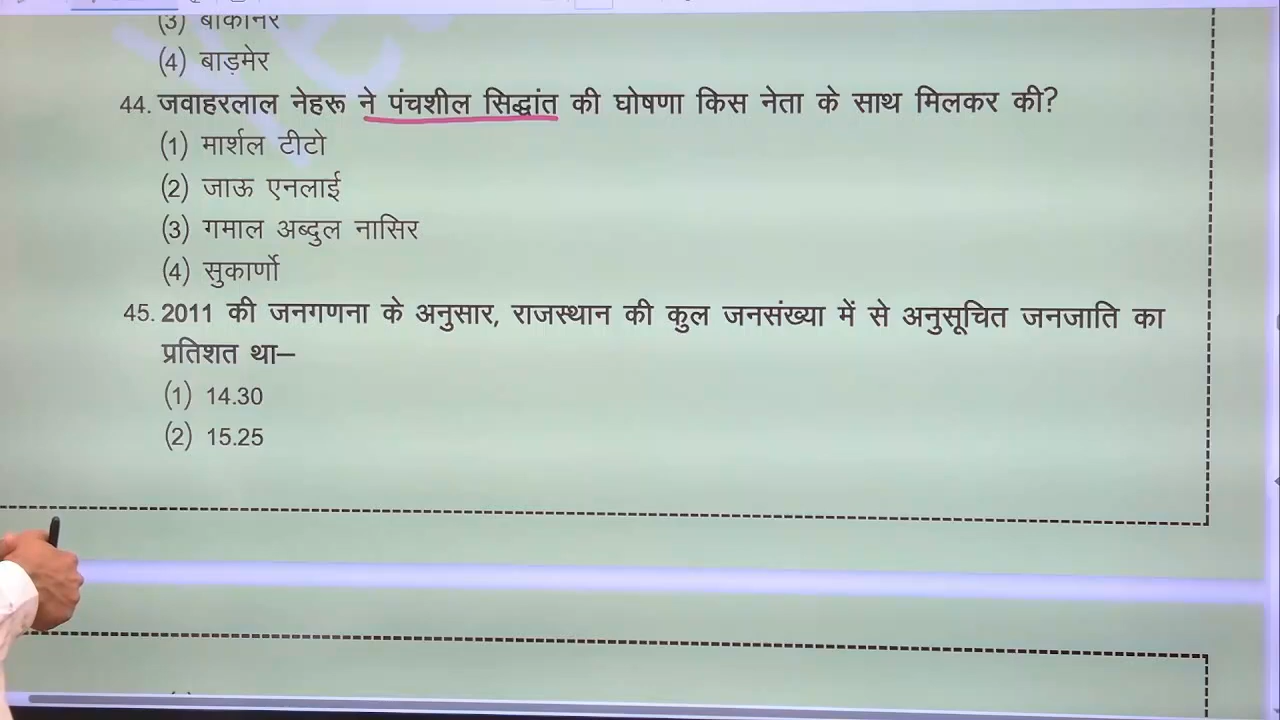 (3) बीकानेर
(4) बाड़मेर
44. जवाहरलाल नेहरू ने पंचशील सिद्धांत की घोषणा किस नेता के साथ मिलकर की?
(1) मार्शल टीटो
(2) जाऊ एनलाई
(3) गमाल अब्दुल नासिर
(4) सुकार्णो
45. 2011 की जनगणना के अनुसार, राजस्थान की कुल जनसंख्या में से अनुसूचित जनजाति का
प्रतिशत था–
(1) 14.30
(2) 15.25